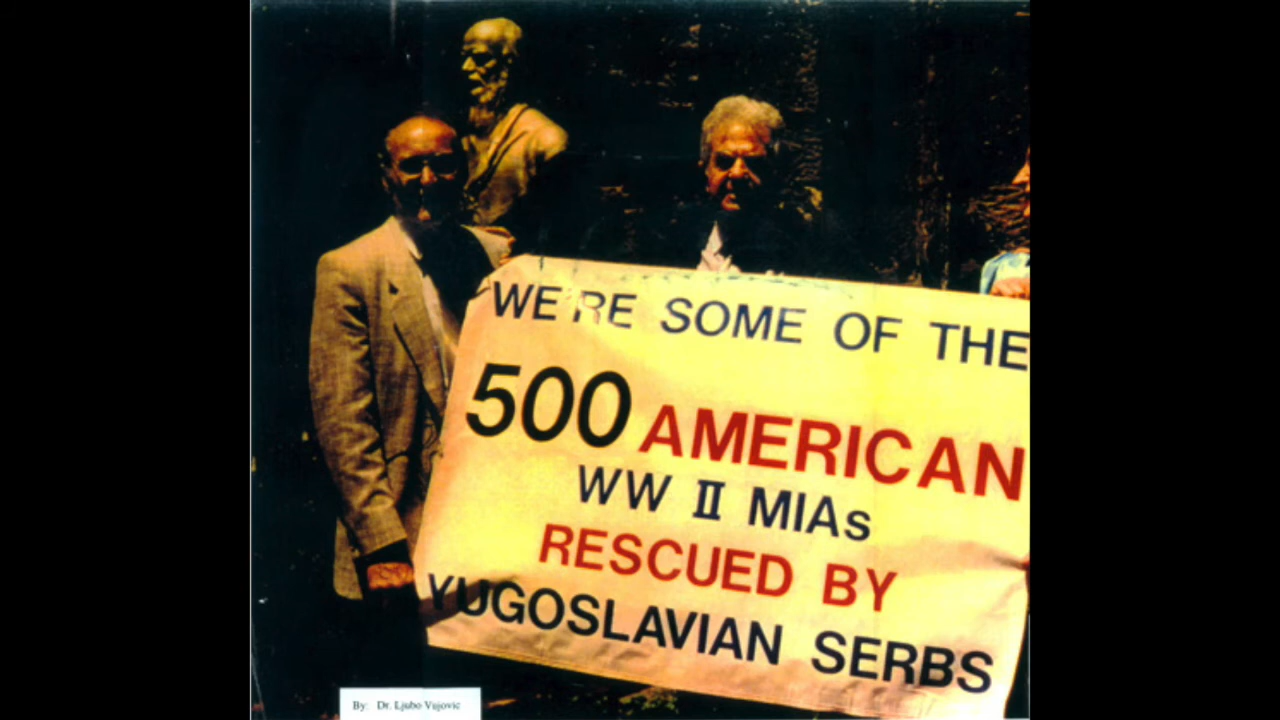 WE'RE SOME OF THE
500 AMERICAN
WW II MIAs
RESCUED BY
YUGOSLAVIAN SERBS
By: Dr. Ljubo Vujovic